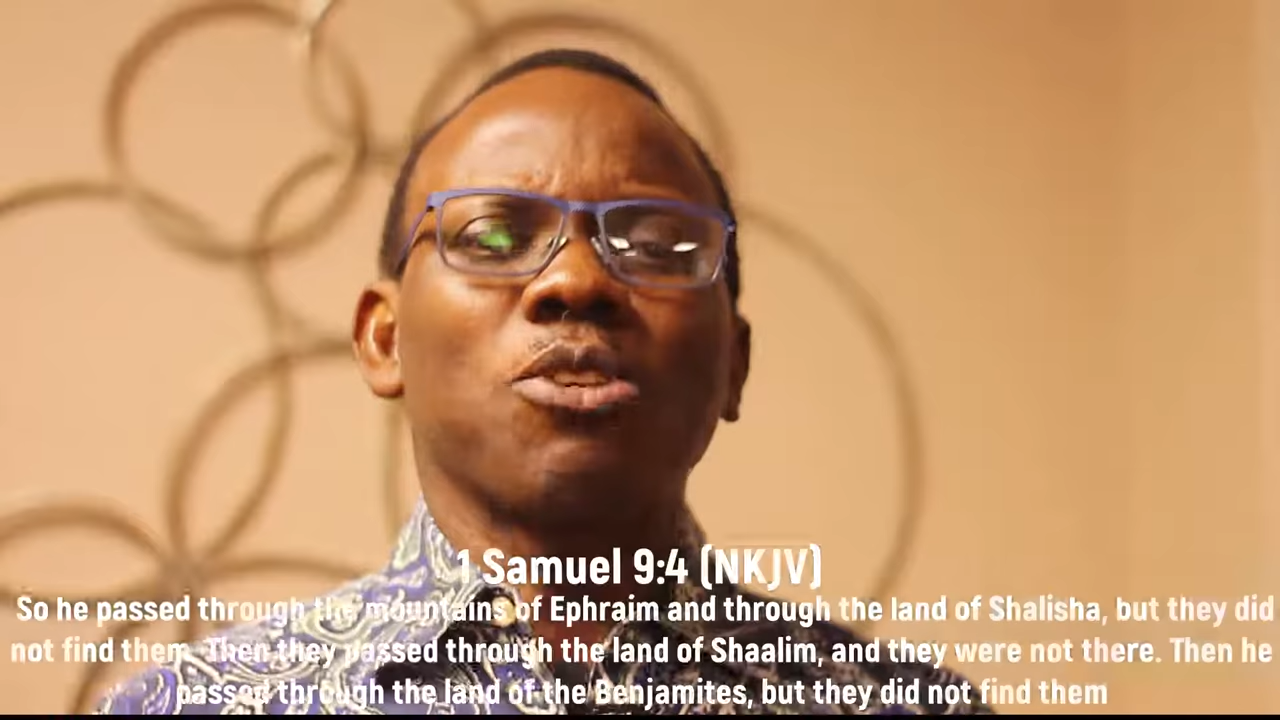 1 Samuel 9:4 (NKJV)
So he passed through the mountains of Ephraim and through the land of Shalisha, but they did
not find them. Then they passed through the land of Shaalim, and they were not there. Then he
passed through the land of the Benjamites, but they did not find them